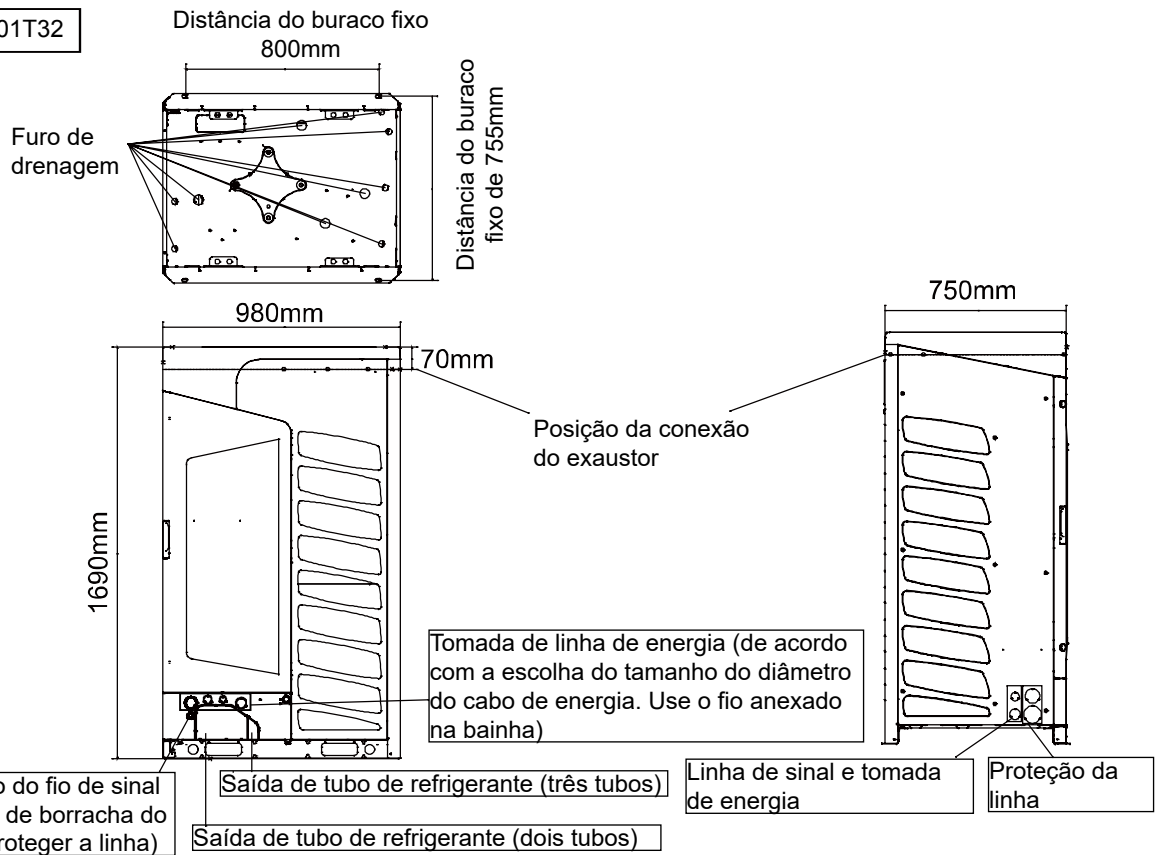 01T32
Distância do buraco fixo
800mm
Distância do buraco
fixo de 755mm
Furo de
drenagem
980mm
750mm
70mm
Posição da conexão
do exaustor
1690mm
Tomada de linha de energia (de acordo
com a escolha do tamanho do diâmetro
do cabo de energia. Use o fio anexado
na bainha)
do fio de sinal
de borracha do
roteger a linha)
Saída de tubo de refrigerante (três tubos)
Saída de tubo de refrigerante (dois tubos)
Linha de sinal e tomada
de energia
Proteção da
linha